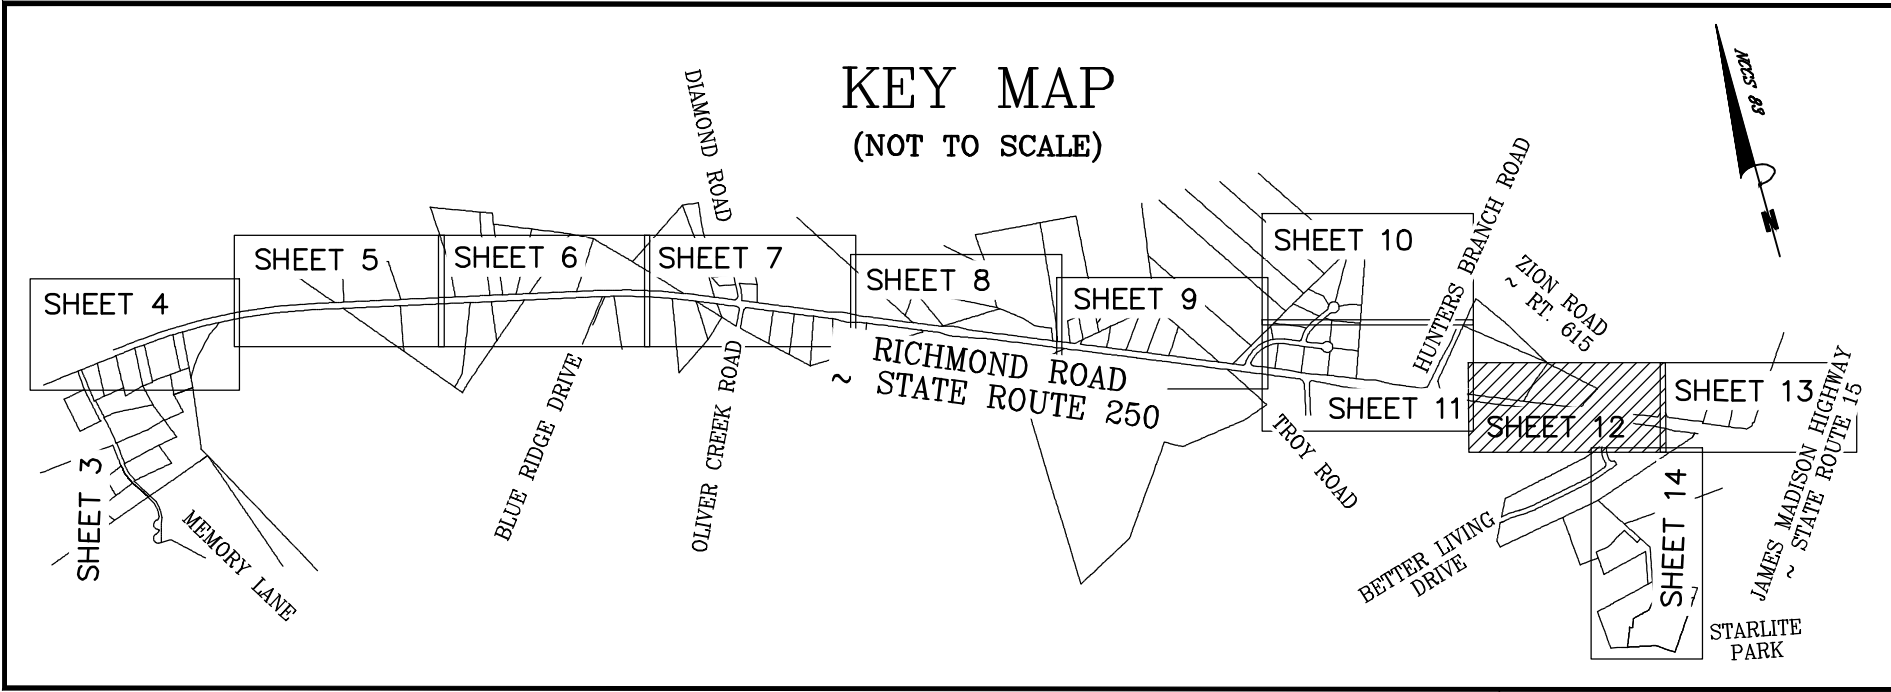 KEY MAP
(NOT TO SCALE)
VCCS 83
N
DIAMOND ROAD
HUNTERS BRANCH ROAD
ZION ROAD
~ RT. 615
SHEET 4
SHEET 5
SHEET 6
SHEET 7
SHEET 8
SHEET 9
SHEET 10
SHEET 11
SHEET 12
SHEET 13
RICHMOND ROAD
~ STATE ROUTE 250
SHEET 3
MEMORY LANE
BLUE RIDGE DRIVE
OLIVER CREEK ROAD
TROY ROAD
BETTER LIVING
DRIVE
SHEET 14
JAMES MADISON HIGHWAY
~ STATE ROUTE 15
STARLITE
PARK